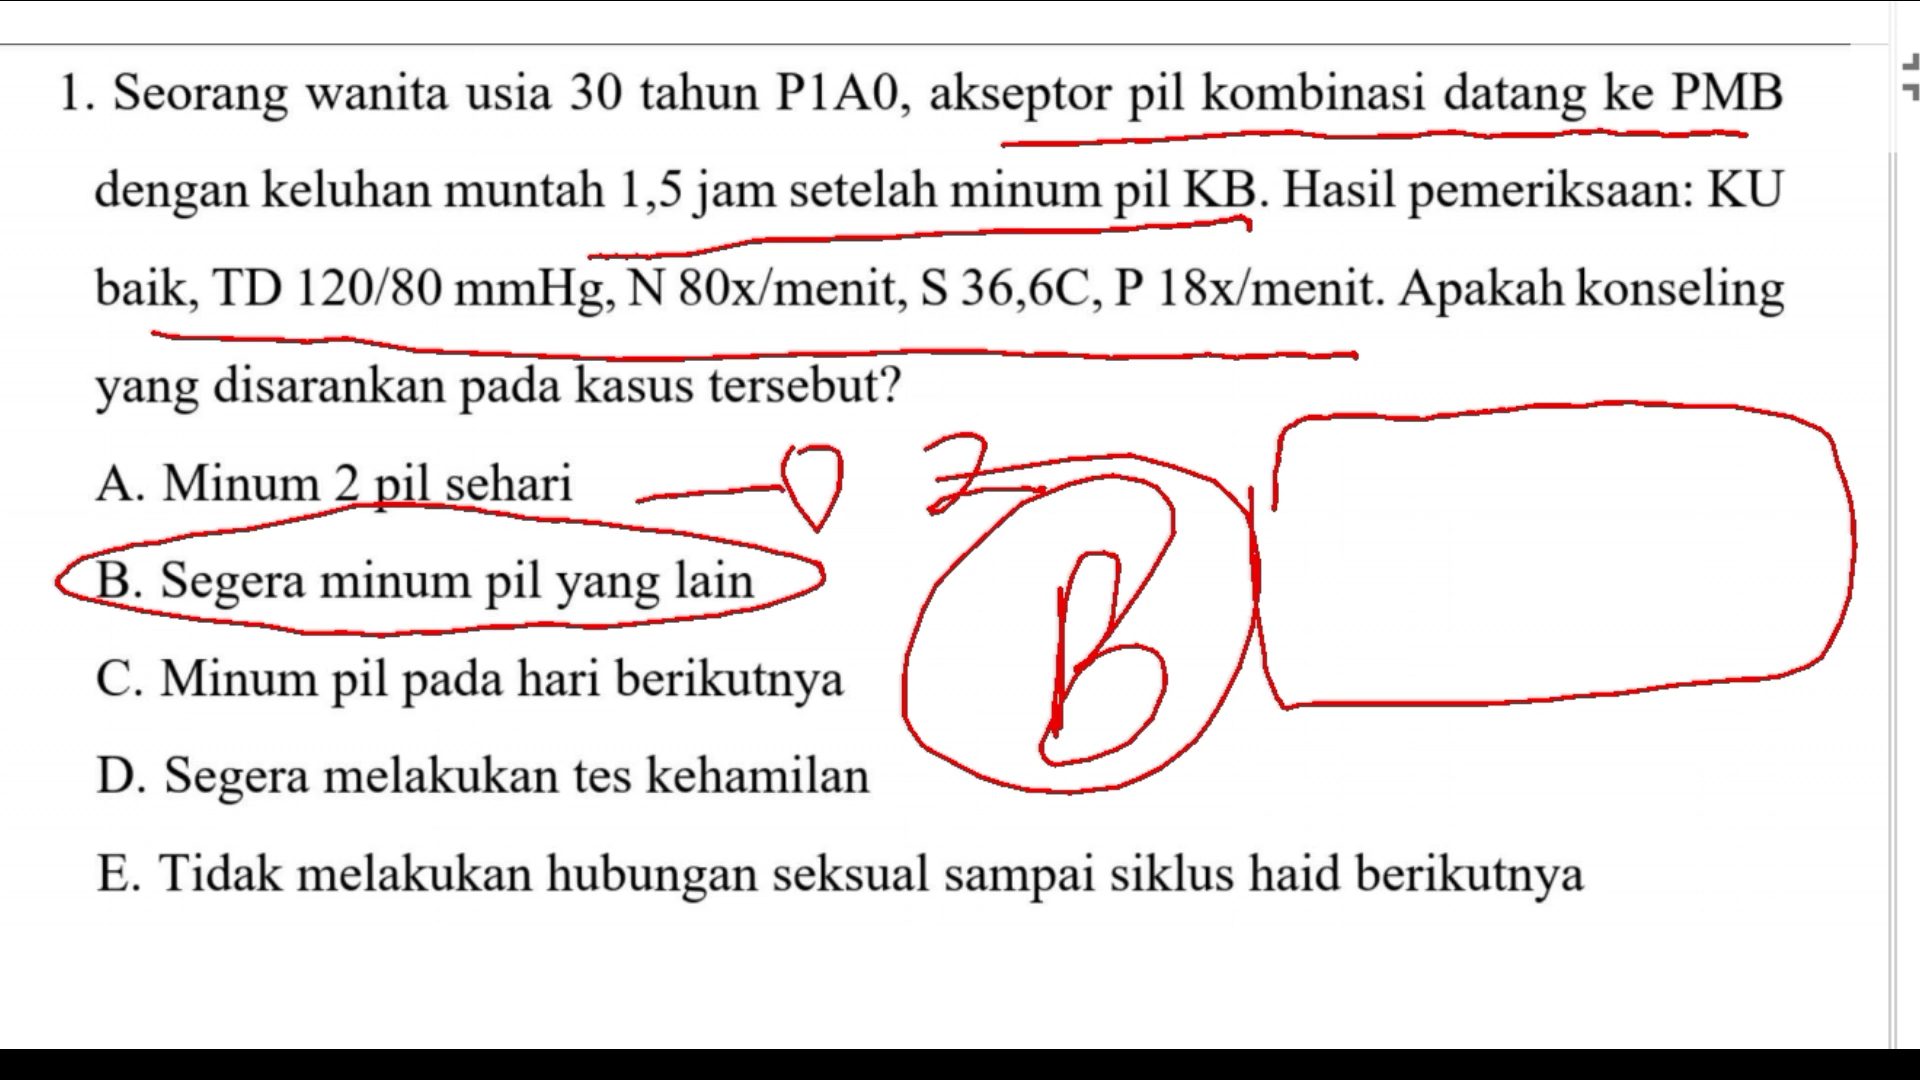 1. Seorang wanita usia 30 tahun P1A0, akseptor pil kombinasi datang ke PMB
dengan keluhan muntah 1,5 jam setelah minum pil KB. Hasil pemeriksaan: KU
baik, TD 120/80 mmHg, N 80x/menit, S 36,6C, P 18x/menit. Apakah konseling
yang disarankan pada kasus tersebut?
A. Minum 2 pil sehari
B. Segera minum pil yang lain
B
C. Minum pil pada hari berikutnya
D. Segera melakukan tes kehamilan
E. Tidak melakukan hubungan seksual sampai siklus haid berikutnya